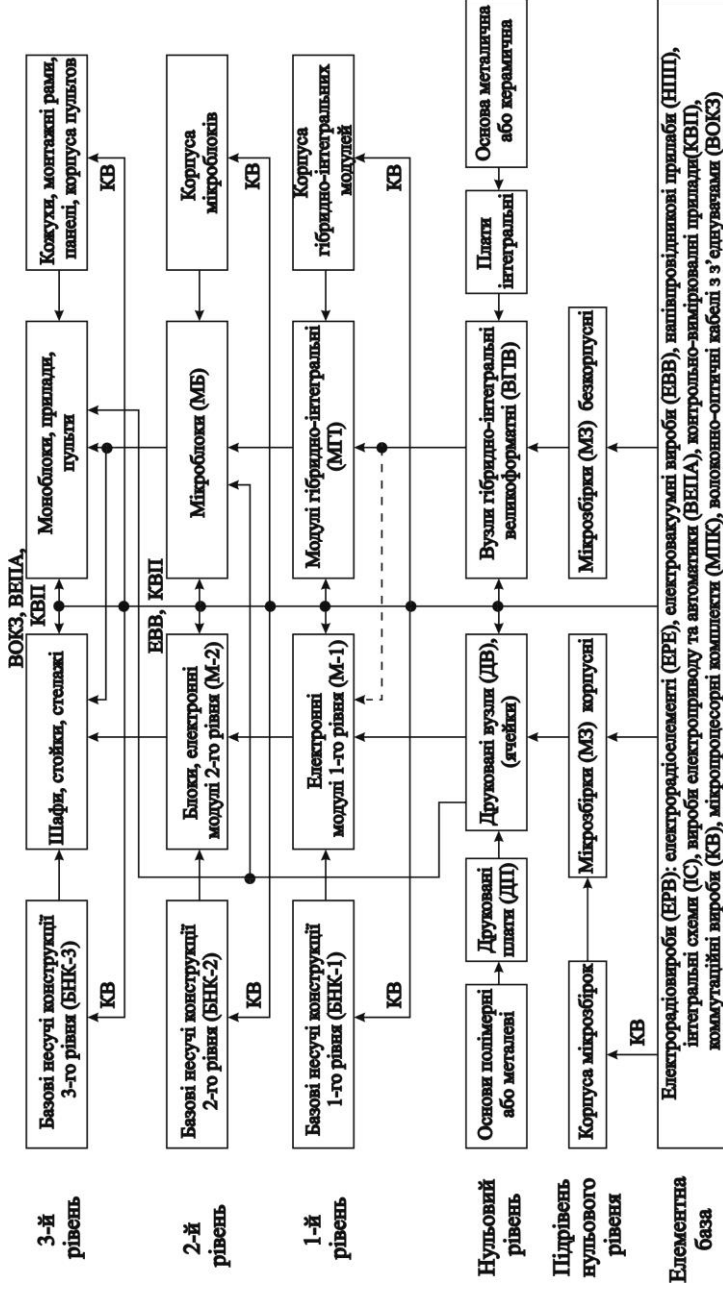 3-й
рівень
Базові несучі конструкції
3-го рівня (БНК-3)
Шафи, стойки, стелажі
ВОКЗ, ВЕПА,
КВП
Моноблоки, прилади,
пульти
Кожухи, монтажні рами,
панелі, корпуса пультов
КВ
КВ
2-й
рівень
Базові несучі конструкції
2-го рівня (БНК-2)
Блоки, електронні
модулі 2-го рівня (М-2)
ЕВВ, КВП
Мікроблоки (МБ)
Корпуса
мікроблоків
КВ
КВ
1-й
рівень
Базові несучі конструкції
1-го рівня (БНК-1)
Електронні
модулі 1-го рівня (М-1)
Модулі гібридно-інтегральні
(МГІ)
Корпуса
гібридно-інтегральних
модулей
КВ
КВ
Нульовий
рівень
Основи полімерні
або металеві
Друковані
плати (ДП)
Друковані вузли (ДВ),
(ячейки)
Вузли гібридно-інтегральні
великоформатні (ВГІВ)
Плати
інтегральні
Основа металична
або керамична
Підрівень
нульового
рівеня
Корпуса мікрозбірок
Мікрозбірки (МЗ) корпусні
Мікрозбірки (МЗ) безкорпусні
КВ
Елементна
база
Електрорадіовироби (ЕРВ): електрорадіоелементі (ЕРЕ), електровакуумні вироби (ЕВВ), напівпровідникові прилаби (НПП),
інтегральні схеми (ІС), вироби електроприводу та автоматики (ВЕПА), контрольно-вимірювалні прилади(КВП),
коммутаційні вироби (КВ), мікропроцесорні комплекти (МПК), волоконно-оптичні кабелі з з’еднувачами (ВОКЗ)